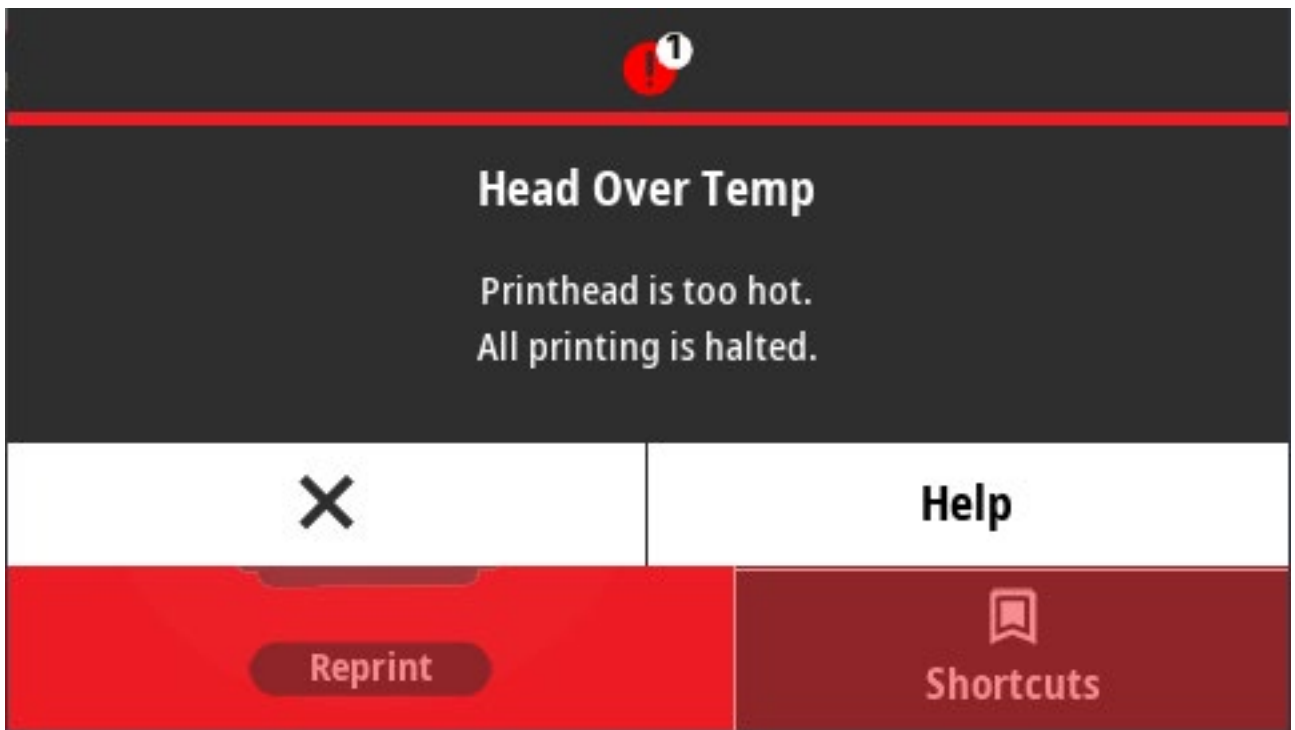 1
Head Over Temp
Printhead is too hot.
All printing is halted.
Help
Reprint
Shortcuts